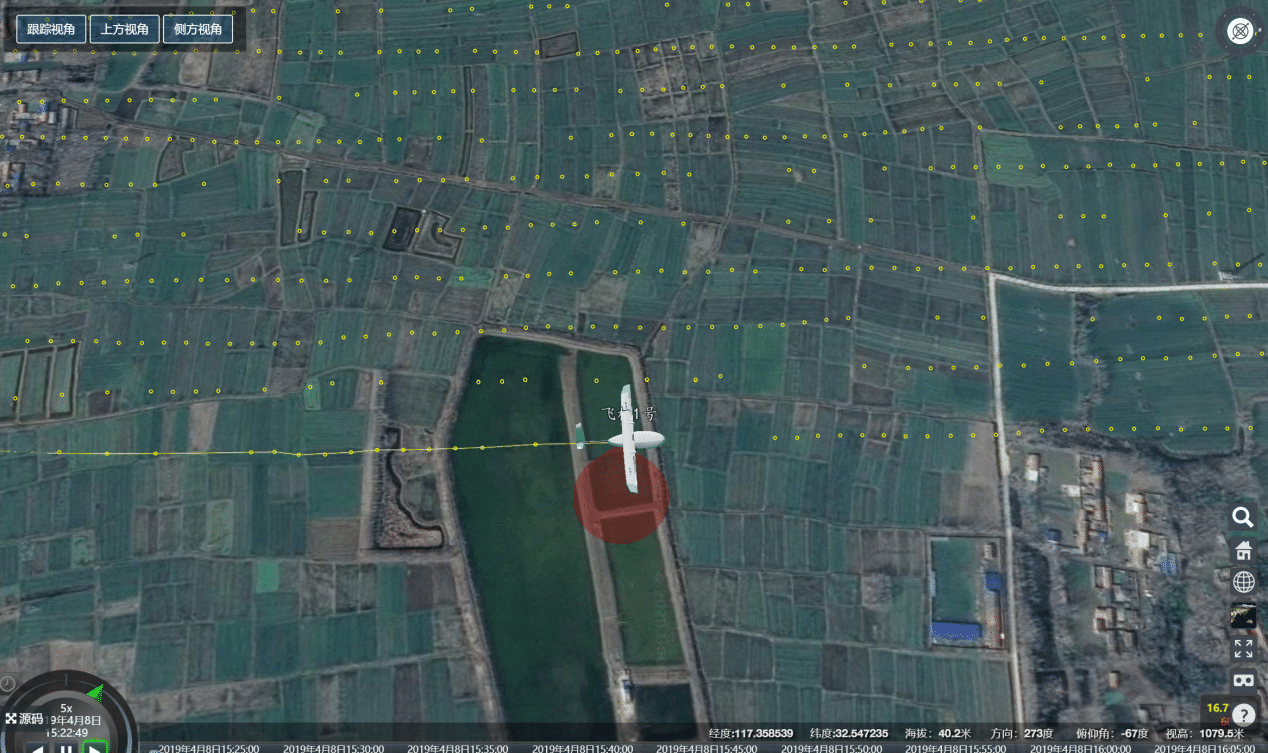 跟踪视角 上方视角 侧方视角
飞机1号
5x
源码
9年4月8日
15:22:49
16.7
?
经度:117.358539 纬度:32.547235 海拔: 40.2米 方向: 273度 俯仰角: -67度 视高: 1079.5米
2019年4月8日15:25:00 2019年4月8日15:30:00 2019年4月8日15:35:00 2019年4月8日15:40:00 2019年4月8日15:45:00 2019年4月8日15:50:00 2019年4月8日15:55:00 2019年4月8日16:00:00 2019年4月8日16:05:00